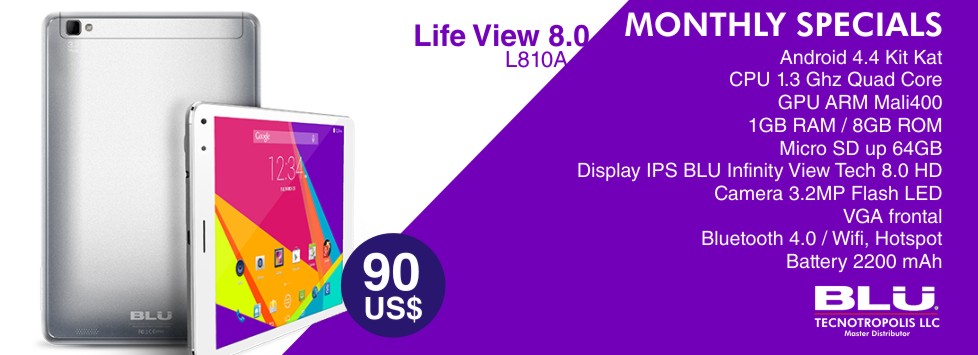 Life View 8.0
L810A
MONTHLY SPECIALS
Android 4.4 Kit Kat
CPU 1.3 Ghz Quad Core
GPU ARM Mali400
1GB RAM / 8GB ROM
Micro SD up 64GB
Display IPS BLU Infinity View Tech 8.0 HD
Camera 3.2MP Flash LED
VGA frontal
Bluetooth 4.0 / Wifi, Hotspot
Battery 2200 mAh
Google
12:34
BLU
90
US$
BLU
TECNOTROPOLIS LLC
Master Distributor